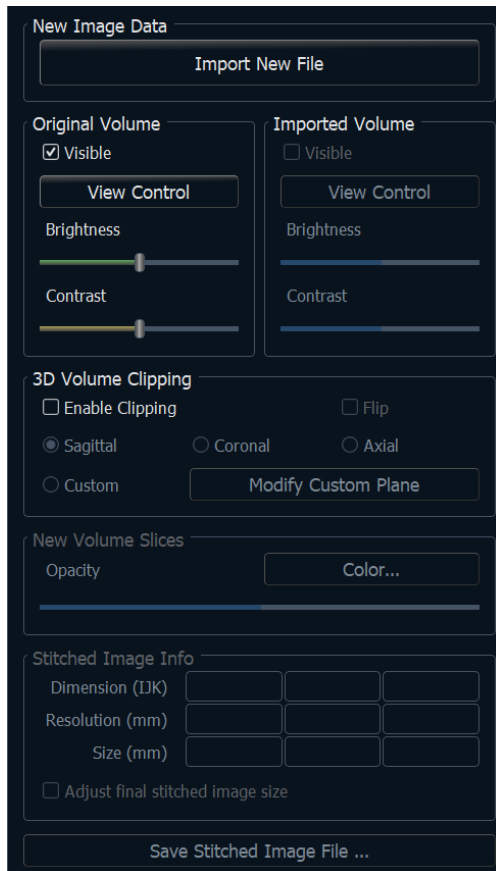 New Image Data
Import New File
Original Volume
Visible
View Control
Brightness
Contrast
Imported Volume
Visible
View Control
Brightness
Contrast
3D Volume Clipping
Enable Clipping
Flip
Sagittal
Coronal
Axial
Custom
Modify Custom Plane
New Volume Slices
Opacity
Color...
Stitched Image Info
Dimension (IJK)
Resolution (mm)
Size (mm)
Adjust final stitched image size
Save Stitched Image File ...